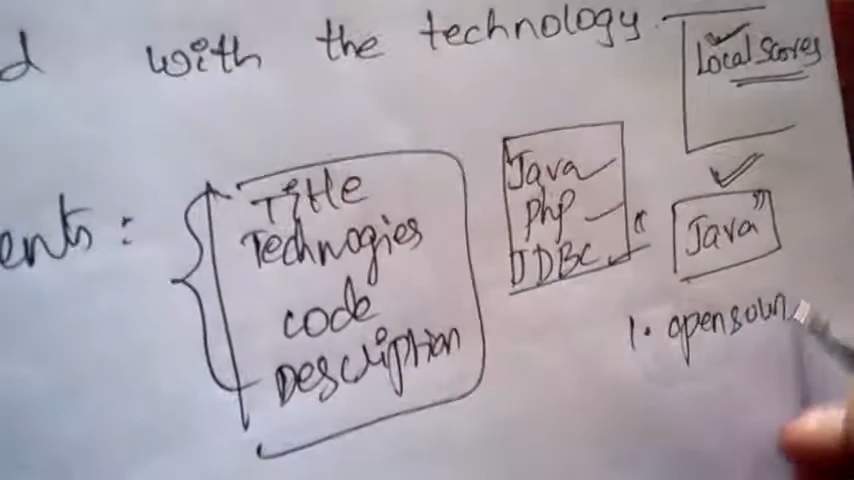 d with the technology.
Local Scores
ents :
Title
Technogies
code
Description
Java
Php
JDBC
"Java"
1. opensour